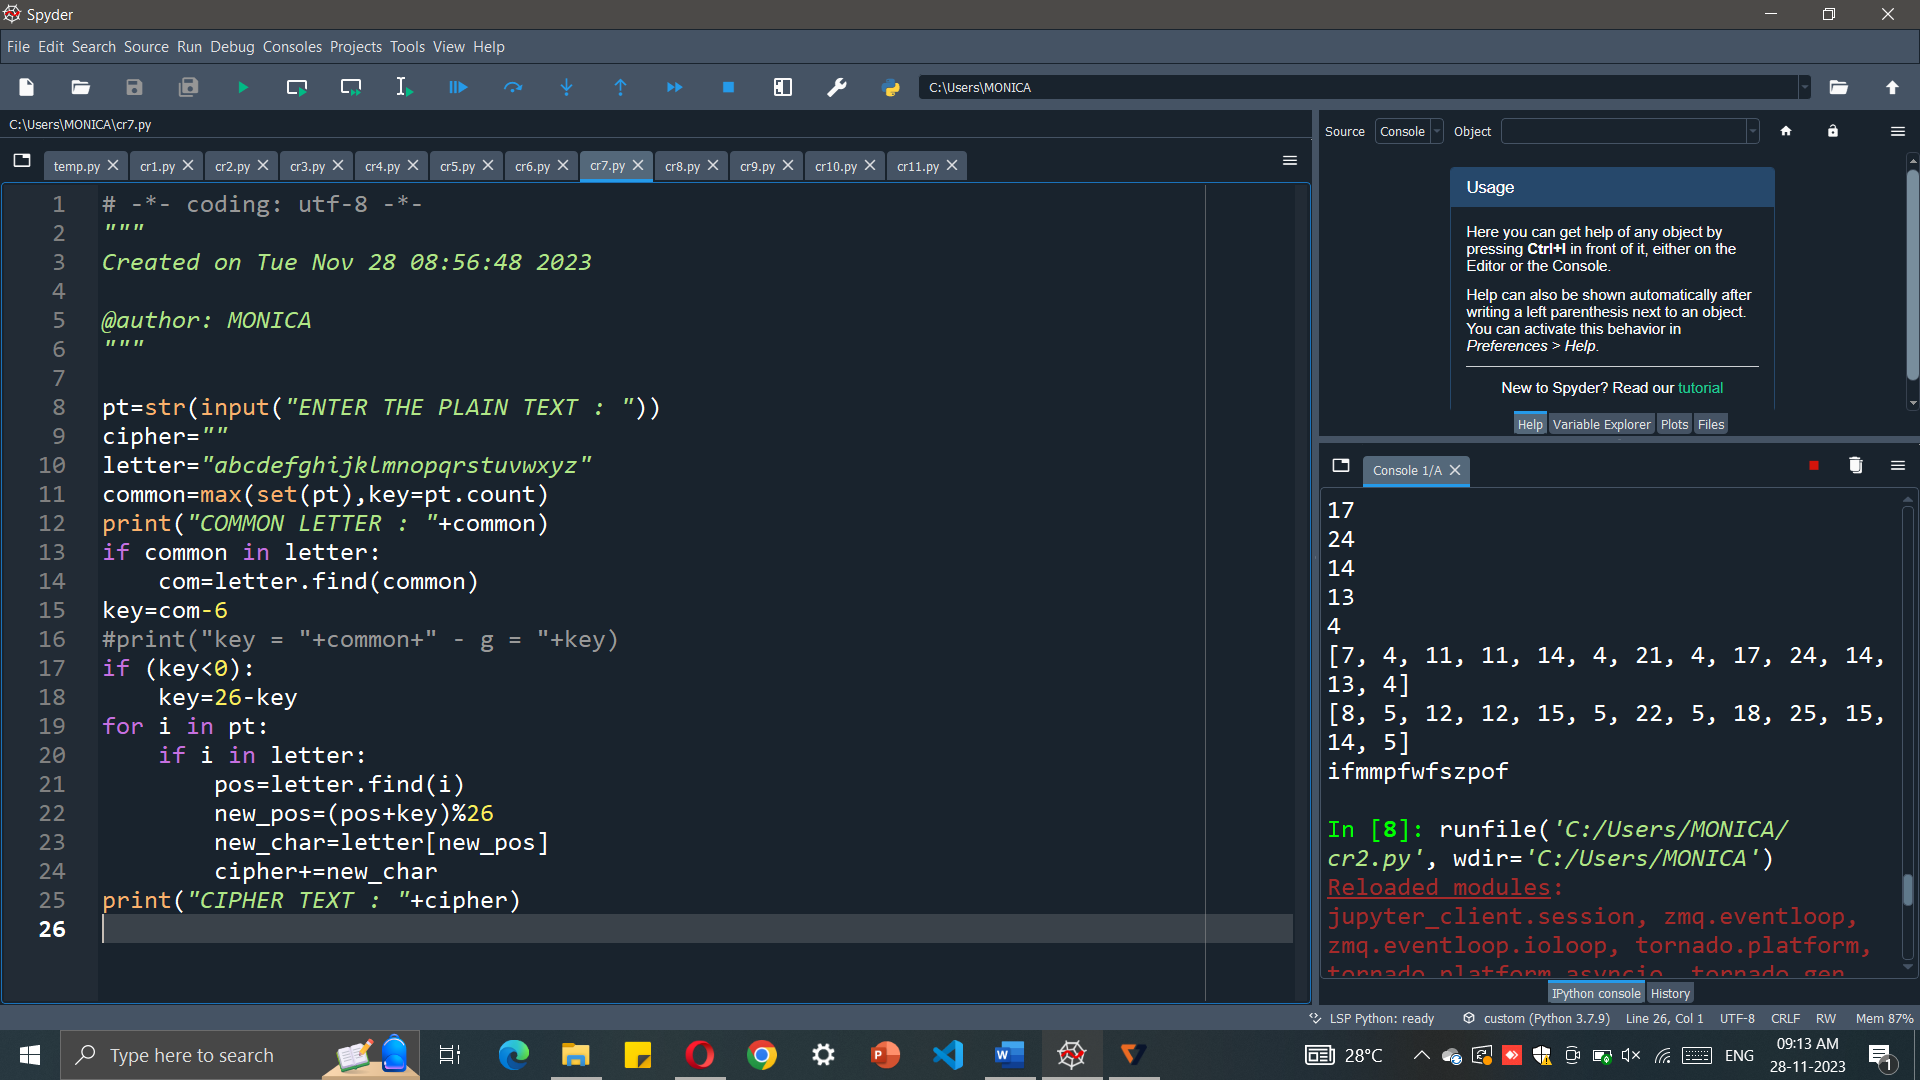 Spyder
File Edit Search Source Run Debug Consoles Projects Tools View Help
C:\Users\MONICA
C:\Users\MONICA\cr7.py
temp.py cr1.py cr2.py cr3.py cr4.py cr5.py cr6.py cr7.py cr8.py cr9.py cr10.py cr11.py
1 # -*- coding: utf-8 -*-
2 """
3 Created on Tue Nov 28 08:56:48 2023
4
5 @author: MONICA
6 """
7
8 pt=str(input("ENTER THE PLAIN TEXT : "))
9 cipher=""
10 letter="abcdefghijklmnopqrstuvwxyz"
11 common=max(set(pt),key=pt.count)
12 print("COMMON LETTER : "+common)
13 if common in letter:
14     com=letter.find(common)
15 key=com-6
16 #print("key = "+common+" - g = "+key)
17 if (key<0):
18     key=26-key
19 for i in pt:
20     if i in letter:
21         pos=letter.find(i)
22         new_pos=(pos+key)%26
23         new_char=letter[new_pos]
24         cipher+=new_char
25 print("CIPHER TEXT : "+cipher)
26
Source Console Object
Usage
Here you can get help of any object by
pressing Ctrl+I in front of it, either on the
Editor or the Console.
Help can also be shown automatically after
writing a left parenthesis next to an object.
You can activate this behavior in
Preferences > Help.
New to Spyder? Read our tutorial
Help Variable Explorer Plots Files
Console 1/A
17
24
14
13
4
[7, 4, 11, 11, 14, 4, 21, 4, 17, 24, 14,
13, 4]
[8, 5, 12, 12, 15, 5, 22, 5, 18, 25, 15,
14, 5]
ifmmpfwfszpof
In [8]: runfile('C:/Users/MONICA/
cr2.py', wdir='C:/Users/MONICA')
Reloaded modules:
jupyter_client.session, zmq.eventloop,
zmq.eventloop.ioloop, tornado.platform,
tornado.platform.asyncio, tornado.gen
IPython console History
LSP Python: ready custom (Python 3.7.9) Line 26, Col 1 UTF-8 CRLF RW Mem 87%
Type here to search
28°C ENG
09:13 AM
28-11-2023
1